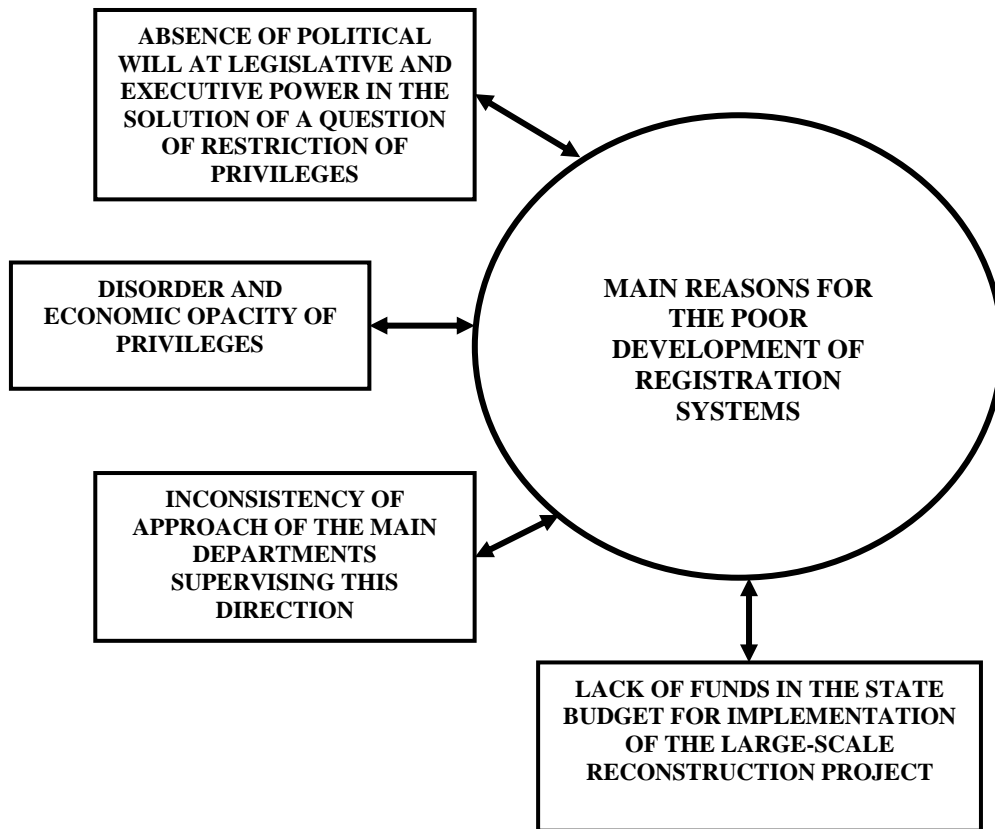 ABSENCE OF POLITICAL
WILL AT LEGISLATIVE AND
EXECUTIVE POWER IN THE
SOLUTION OF A QUESTION
OF RESTRICTION OF
PRIVILEGES
DISORDER AND
ECONOMIC OPACITY OF
PRIVILEGES
MAIN REASONS FOR
THE POOR
DEVELOPMENT OF
REGISTRATION
SYSTEMS
INCONSISTENCY OF
APPROACH OF THE MAIN
DEPARTMENTS
SUPERVISING THIS
DIRECTION
LACK OF FUNDS IN THE STATE
BUDGET FOR IMPLEMENTATION
OF THE LARGE-SCALE
RECONSTRUCTION PROJECT